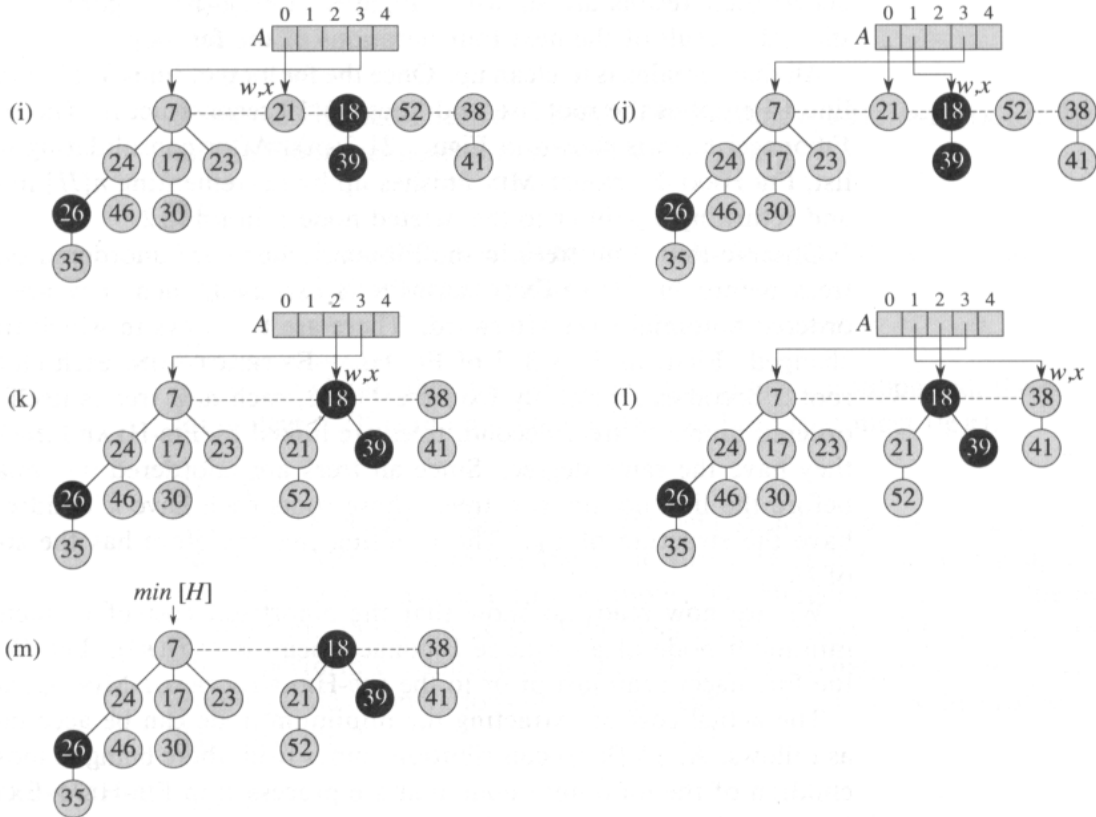 0 1 2 3 4
A
w,x
(i) 7 21 18 52 38
24 17 23 39 41
26 46 30
35
0 1 2 3 4
A
w,x
(j) 7 21 18 52 38
24 17 23 39 41
26 46 30
35
0 1 2 3 4
A
w,x
(k) 7 18 38
24 17 23 21 39 41
26 46 30 52
35
0 1 2 3 4
A
w,x
(l) 7 18 38
24 17 23 21 39 41
26 46 30 52
35
min [H]
(m) 7 18 38
24 17 23 21 39 41
26 46 30 52
35